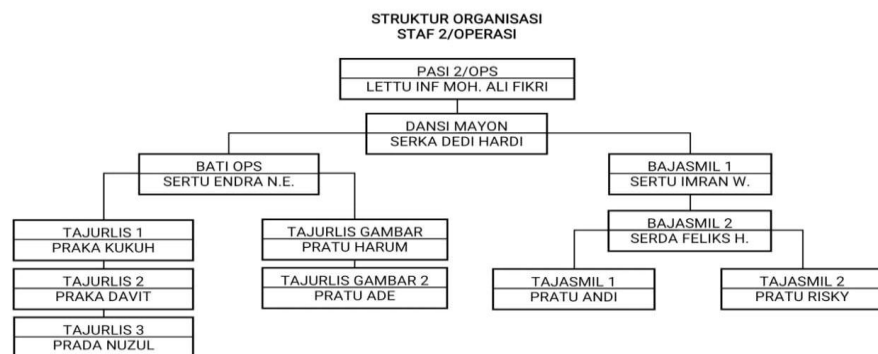 STRUKTUR ORGANISASI
STAF 2/OPERASI
PASI 2/OPS
LETTU INF MOH. ALI FIKRI
DANSI MAYON
SERKA DEDI HARDI
BATI OPS
SERTU ENDRA N.E.
BAJASMIL 1
SERTU IMRAN W.
TAJURLIS 1
PRAKA KUKUH
TAJURLIS GAMBAR
PRATU HARUM
BAJASMIL 2
SERDA FELIKS H.
TAJURLIS 2
PRAKA DAVIT
TAJURLIS GAMBAR 2
PRATU ADE
TAJASMIL 1
PRATU ANDI
TAJASMIL 2
PRATU RISKY
TAJURLIS 3
PRADA NUZUL